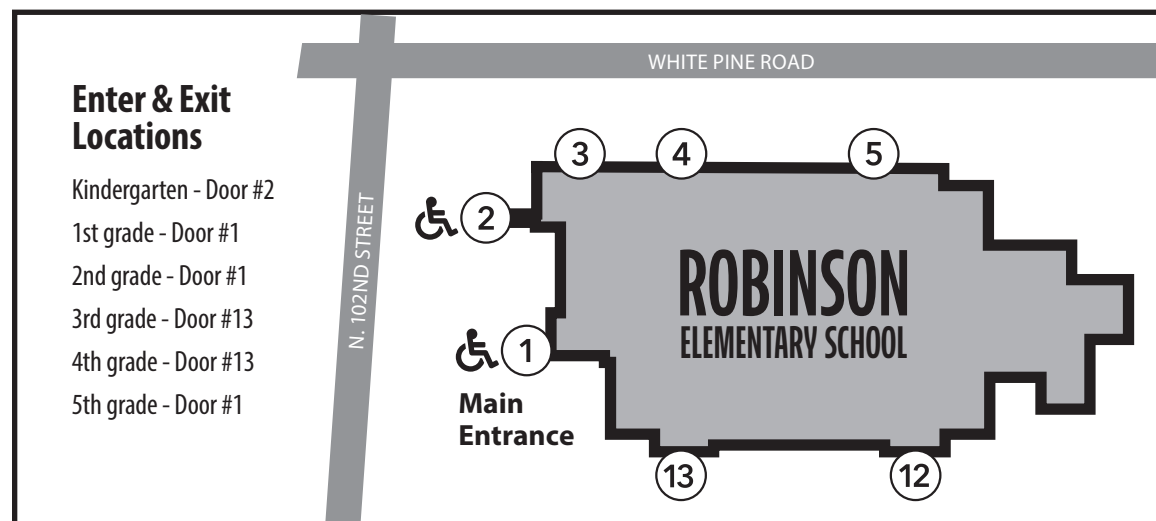 WHITE PINE ROAD
Enter & Exit
Locations
Kindergarten - Door #2
1st grade - Door #1
2nd grade - Door #1
3rd grade - Door #13
4th grade - Door #13
5th grade - Door #1
N. 102ND STREET
3
4
5
2
ROBINSON
ELEMENTARY SCHOOL
1
Main
Entrance
13
12